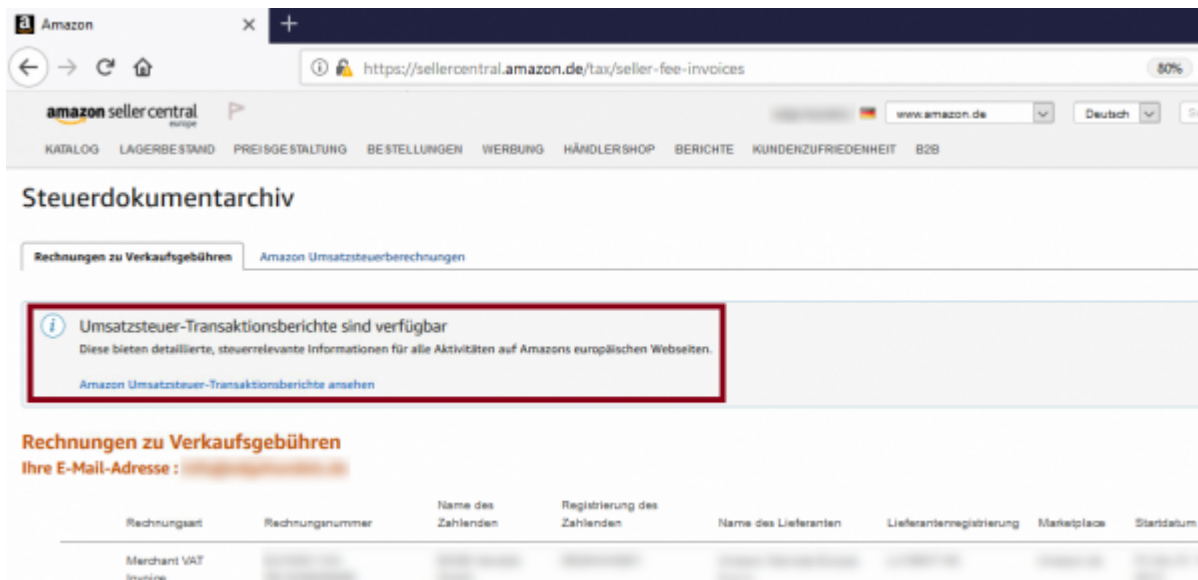 Amazon
https://sellercentral.amazon.de/tax/seller-fee-invoices
80%
amazon seller central
europe
www.amazon.de
Deutsch
KATALOG LAGERBESTAND PREISGESTALTUNG BESTELLUNGEN WERBUNG HÄNDLERSHOP BERICHTE KUNDENZUFRIEDENHEIT B2B
Steuerdokumentarchiv
Rechnungen zu Verkaufsgebühren Amazon Umsatzsteuerberechnungen
Umsatzsteuer-Transaktionsberichte sind verfügbar
Diese bieten detaillierte, steuerrelevante Informationen für alle Aktivitäten auf Amazons europäischen Webseiten.
Amazon Umsatzsteuer-Transaktionsberichte ansehen
Rechnungen zu Verkaufsgebühren
Ihre E-Mail-Adresse :
Rechnungsart Rechnungsnummer Name des Zahlenden Registrierung des Zahlenden Name des Lieferanten Lieferantenregistrierung Marketplace Startdatum
Merchant VAT
Invoice